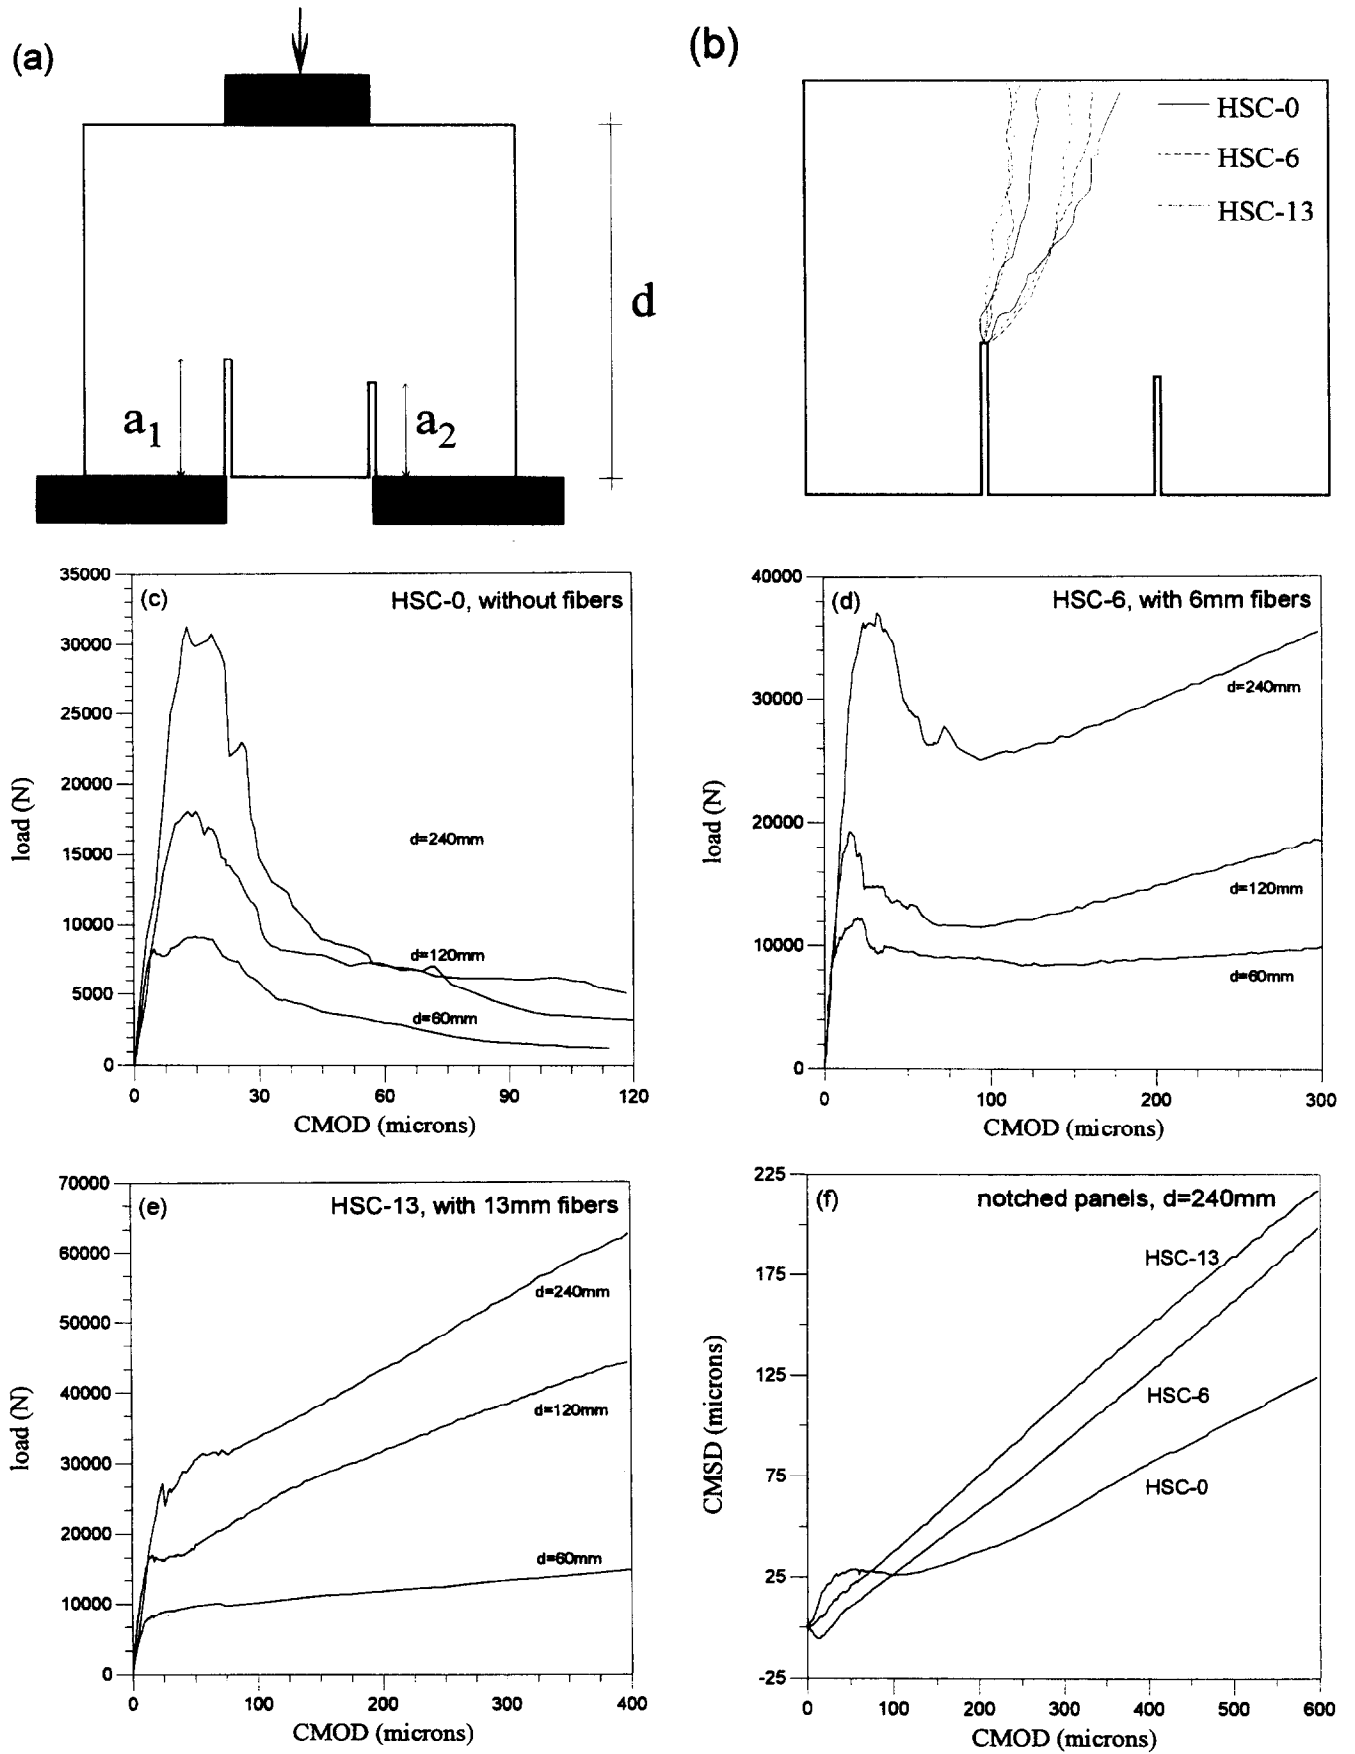 (a)
d
a1
a2
(b)
HSC-0
HSC-6
HSC-13
(c)
HSC-0, without fibers
35000
30000
25000
20000
15000
10000
5000
0
load (N)
d=240mm
d=120mm
d=60mm
0 30 60 90 120
CMOD (microns)
(d)
HSC-6, with 6mm fibers
40000
30000
20000
10000
0
load (N)
d=240mm
d=120mm
d=60mm
0 100 200 300
CMOD (microns)
(e)
HSC-13, with 13mm fibers
70000
60000
50000
40000
30000
20000
10000
0
load (N)
d=240mm
d=120mm
d=60mm
0 100 200 300 400
CMOD (microns)
(f)
notched panels, d=240mm
225
175
125
75
25
-25
CMSD (microns)
HSC-13
HSC-6
HSC-0
0 100 200 300 400 500 600
CMOD (microns)